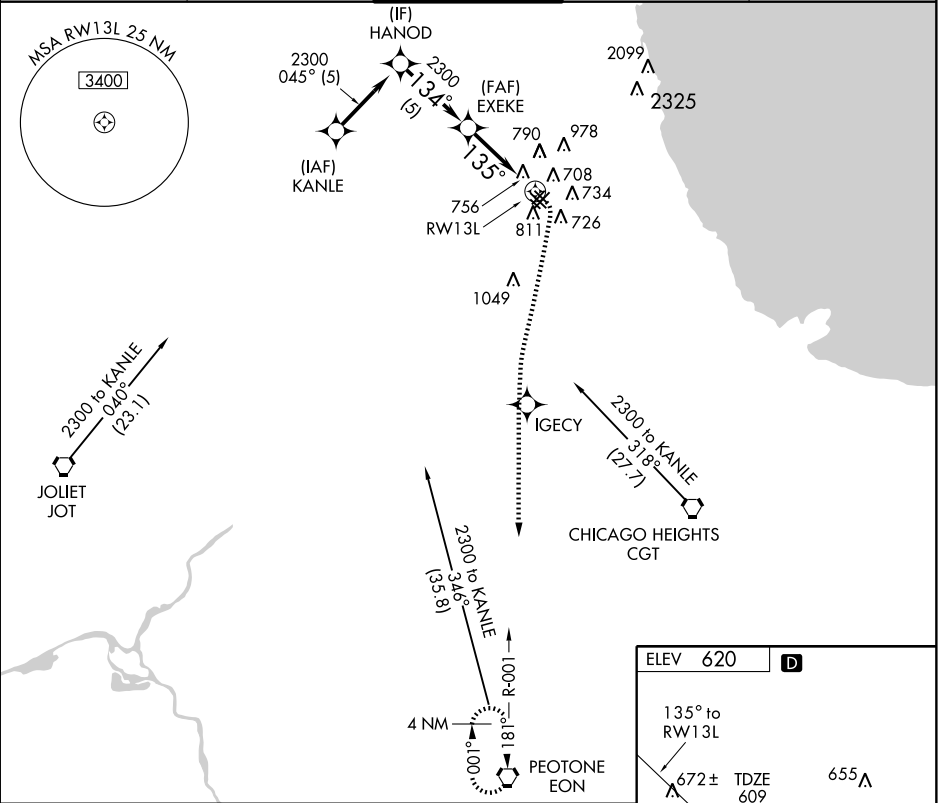 MSA RW13L 25 NM
3400
(IF)
HANOD
2300
045° (5)
2300
134°
(5)
(FAF)
EXEKE
(IAF)
KANLE
135°
2099
2325
790
978
708
734
756
RW13L
811
726
1049
2300 to KANLE
040°
(23.1)
JOLIET
JOT
IGECY
2300 to KANLE
318°
(27.7)
CHICAGO HEIGHTS
CGT
2300 to KANLE
346°
(35.8)
R-001
181°
4 NM
001°
PEOTONE
EON
ELEV 620
D
135° to
RW13L
672±
TDZE
609
655